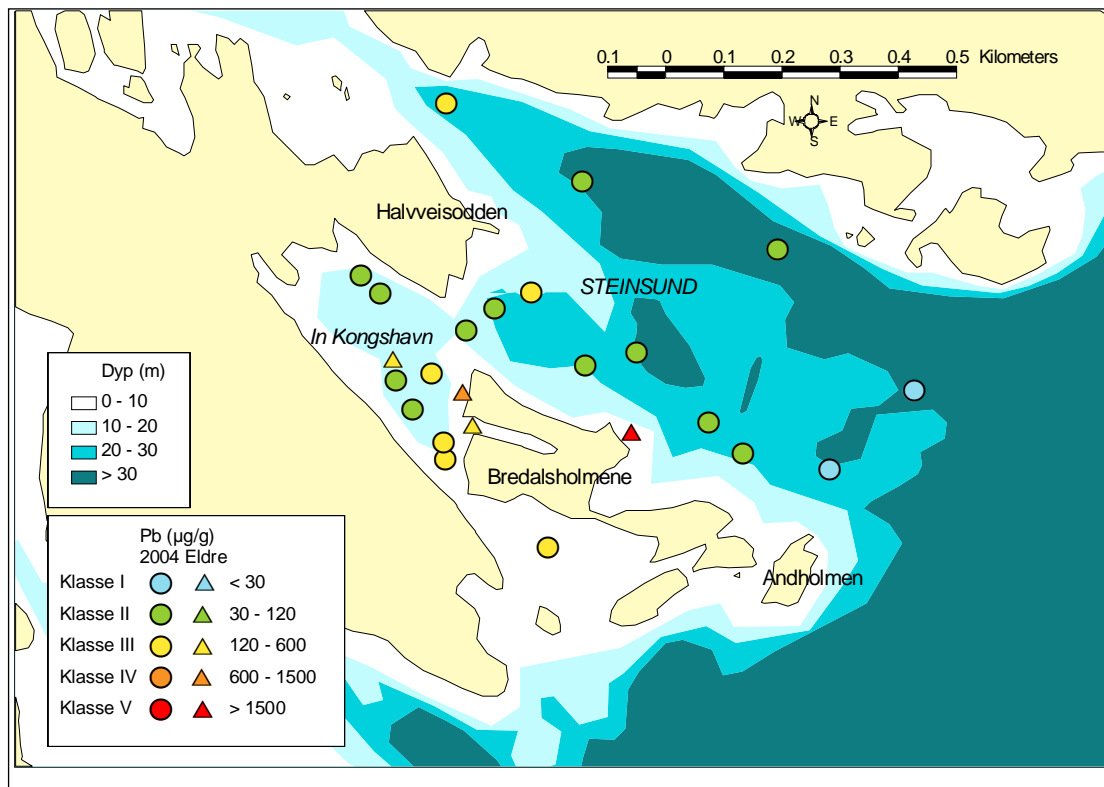 0.1 0 0.1 0.2 0.3 0.4 0.5 Kilometers
N
W E
S
Halvveisodden
STEINSUND
In Kongshavn
Bredalsholmene
Andholmen
Dyp (m)
0 - 10
10 - 20
20 - 30
> 30
Pb (µg/g)
2004 Eldre
Klasse I < 30
Klasse II 30 - 120
Klasse III 120 - 600
Klasse IV 600 - 1500
Klasse V > 1500